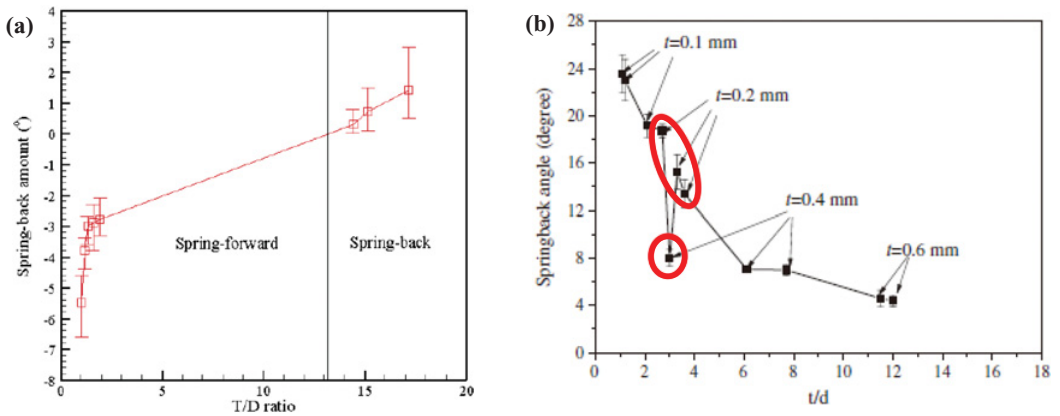 (a)
4
3
2
1
0
-1
-2
-3
-4
-5
-6
-7
-8
Spring-back amount (°)
Spring-forward
Spring-back
0
5
10
15
20
T/D ratio
(b)
28
24
20
16
12
8
4
0
Springback angle (degree)
t=0.1 mm
t=0.2 mm
t=0.4 mm
t=0.6 mm
0 2 4 6 8 10 12 14 16 18
t/d